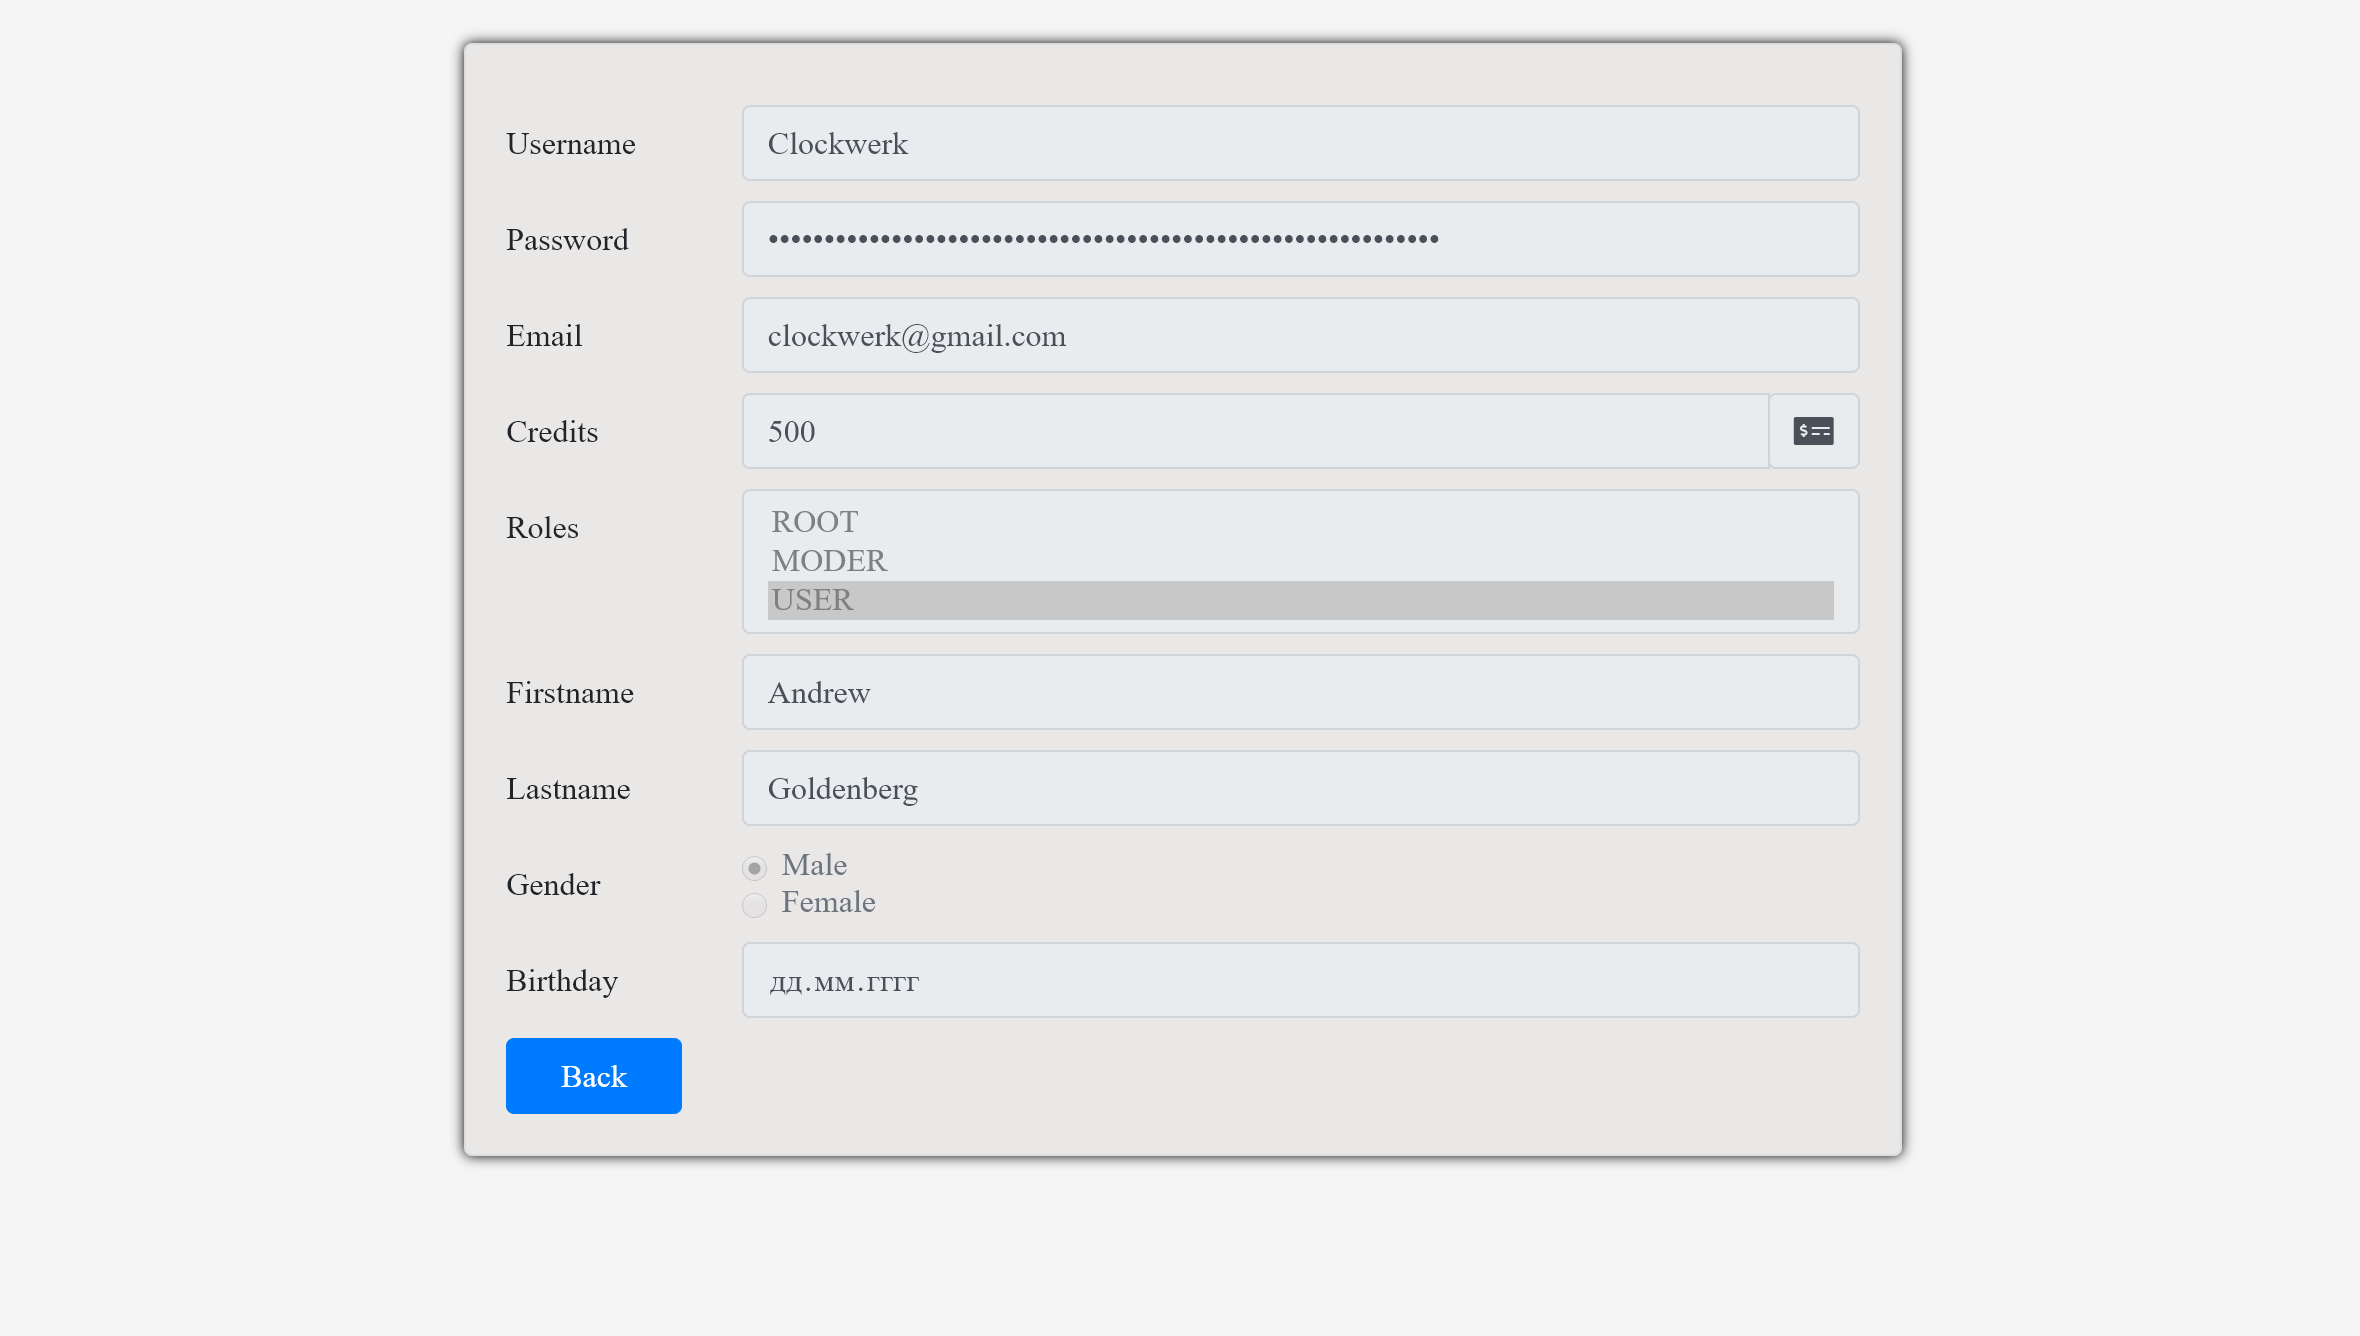 Username Clockwerk
Password ••••••••••••••••••••••••••••••••••••••••••••••••••••••••••••
Email clockwerk@gmail.com
Credits 500
Roles
ROOT
MODER
USER
Firstname Andrew
Lastname Goldenberg
Gender
Male
Female
Birthday дд.мм.гггг
Back